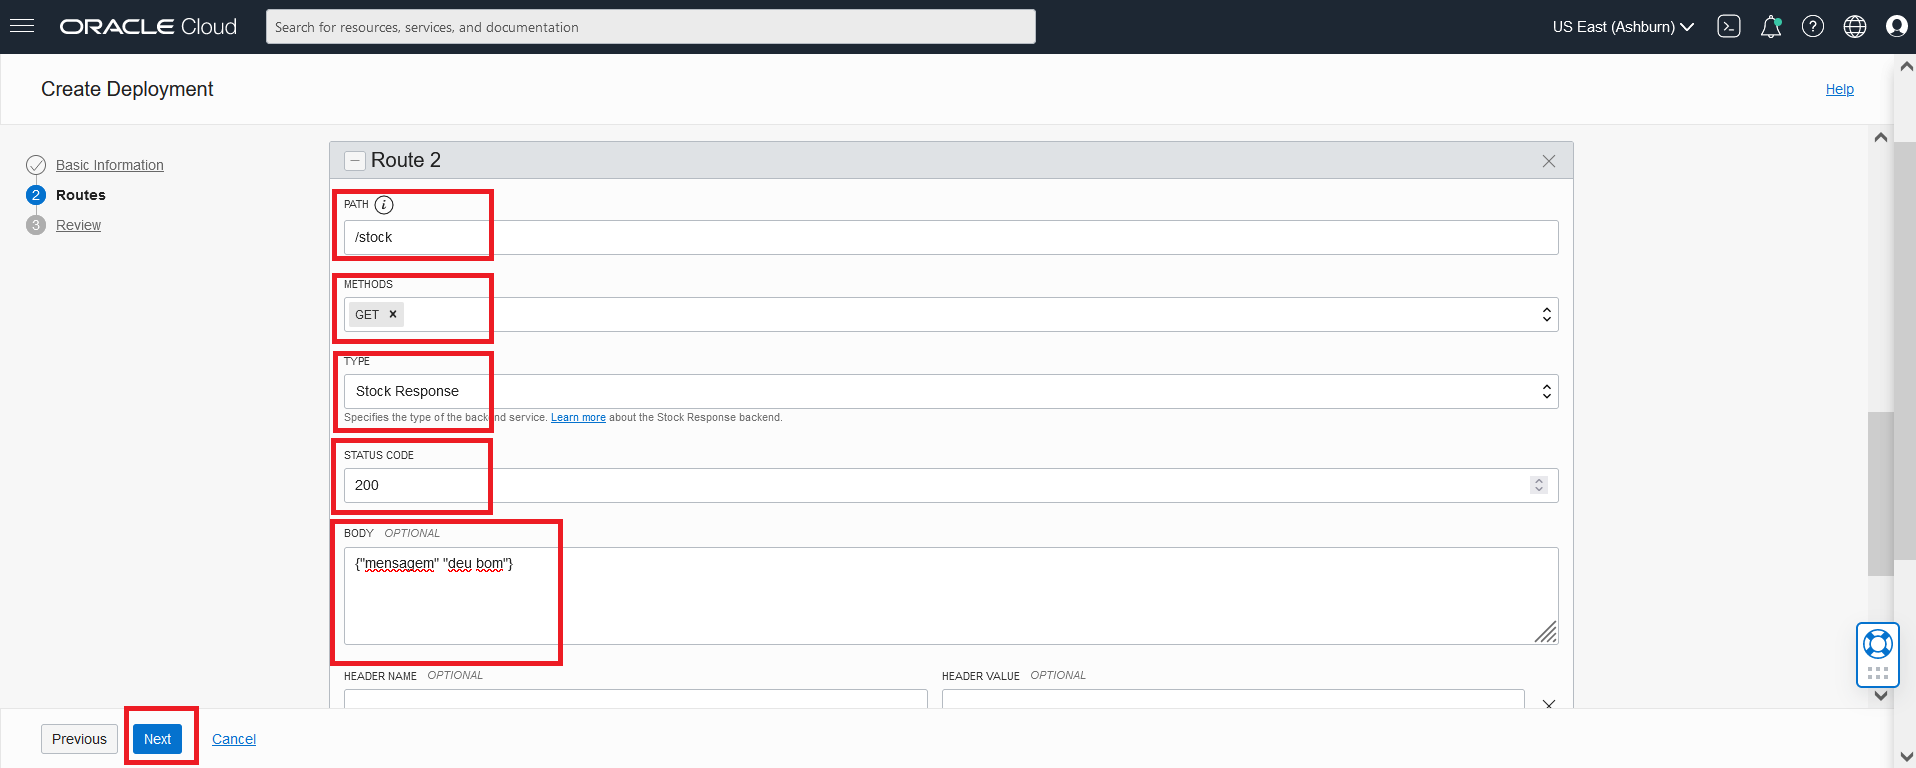 ORACLE Cloud
Search for resources, services, and documentation
US East (Ashburn)
Create Deployment
Help
Basic Information
2 Routes
3 Review
Route 2
PATH i
/stock
METHODS
GET ×
TYPE
Stock Response
Specifies the type of the backend service. Learn more about the Stock Response backend.
STATUS CODE
200
BODY OPTIONAL
{"mensagem" "deu bom"}
HEADER NAME OPTIONAL
HEADER VALUE OPTIONAL
Previous
Next
Cancel